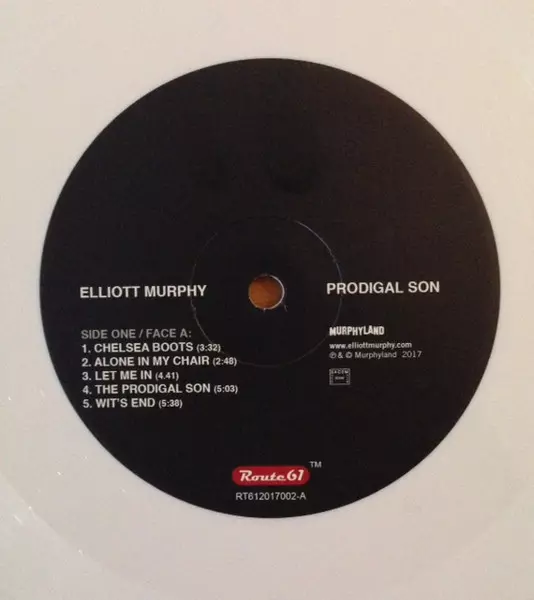 ELLIOTT MURPHY
PRODIGAL SON
SIDE ONE / FACE A:
1. CHELSEA BOOTS (3:32)
2. ALONE IN MY CHAIR (2:48)
3. LET ME IN (4.41)
4. THE PRODIGAL SON (5:03)
5. WIT'S END (5:38)
MURPHYLAND
www.elliottmurphy.com
℗ & © Murphyland 2017
Route61 ™
RT612017002-A